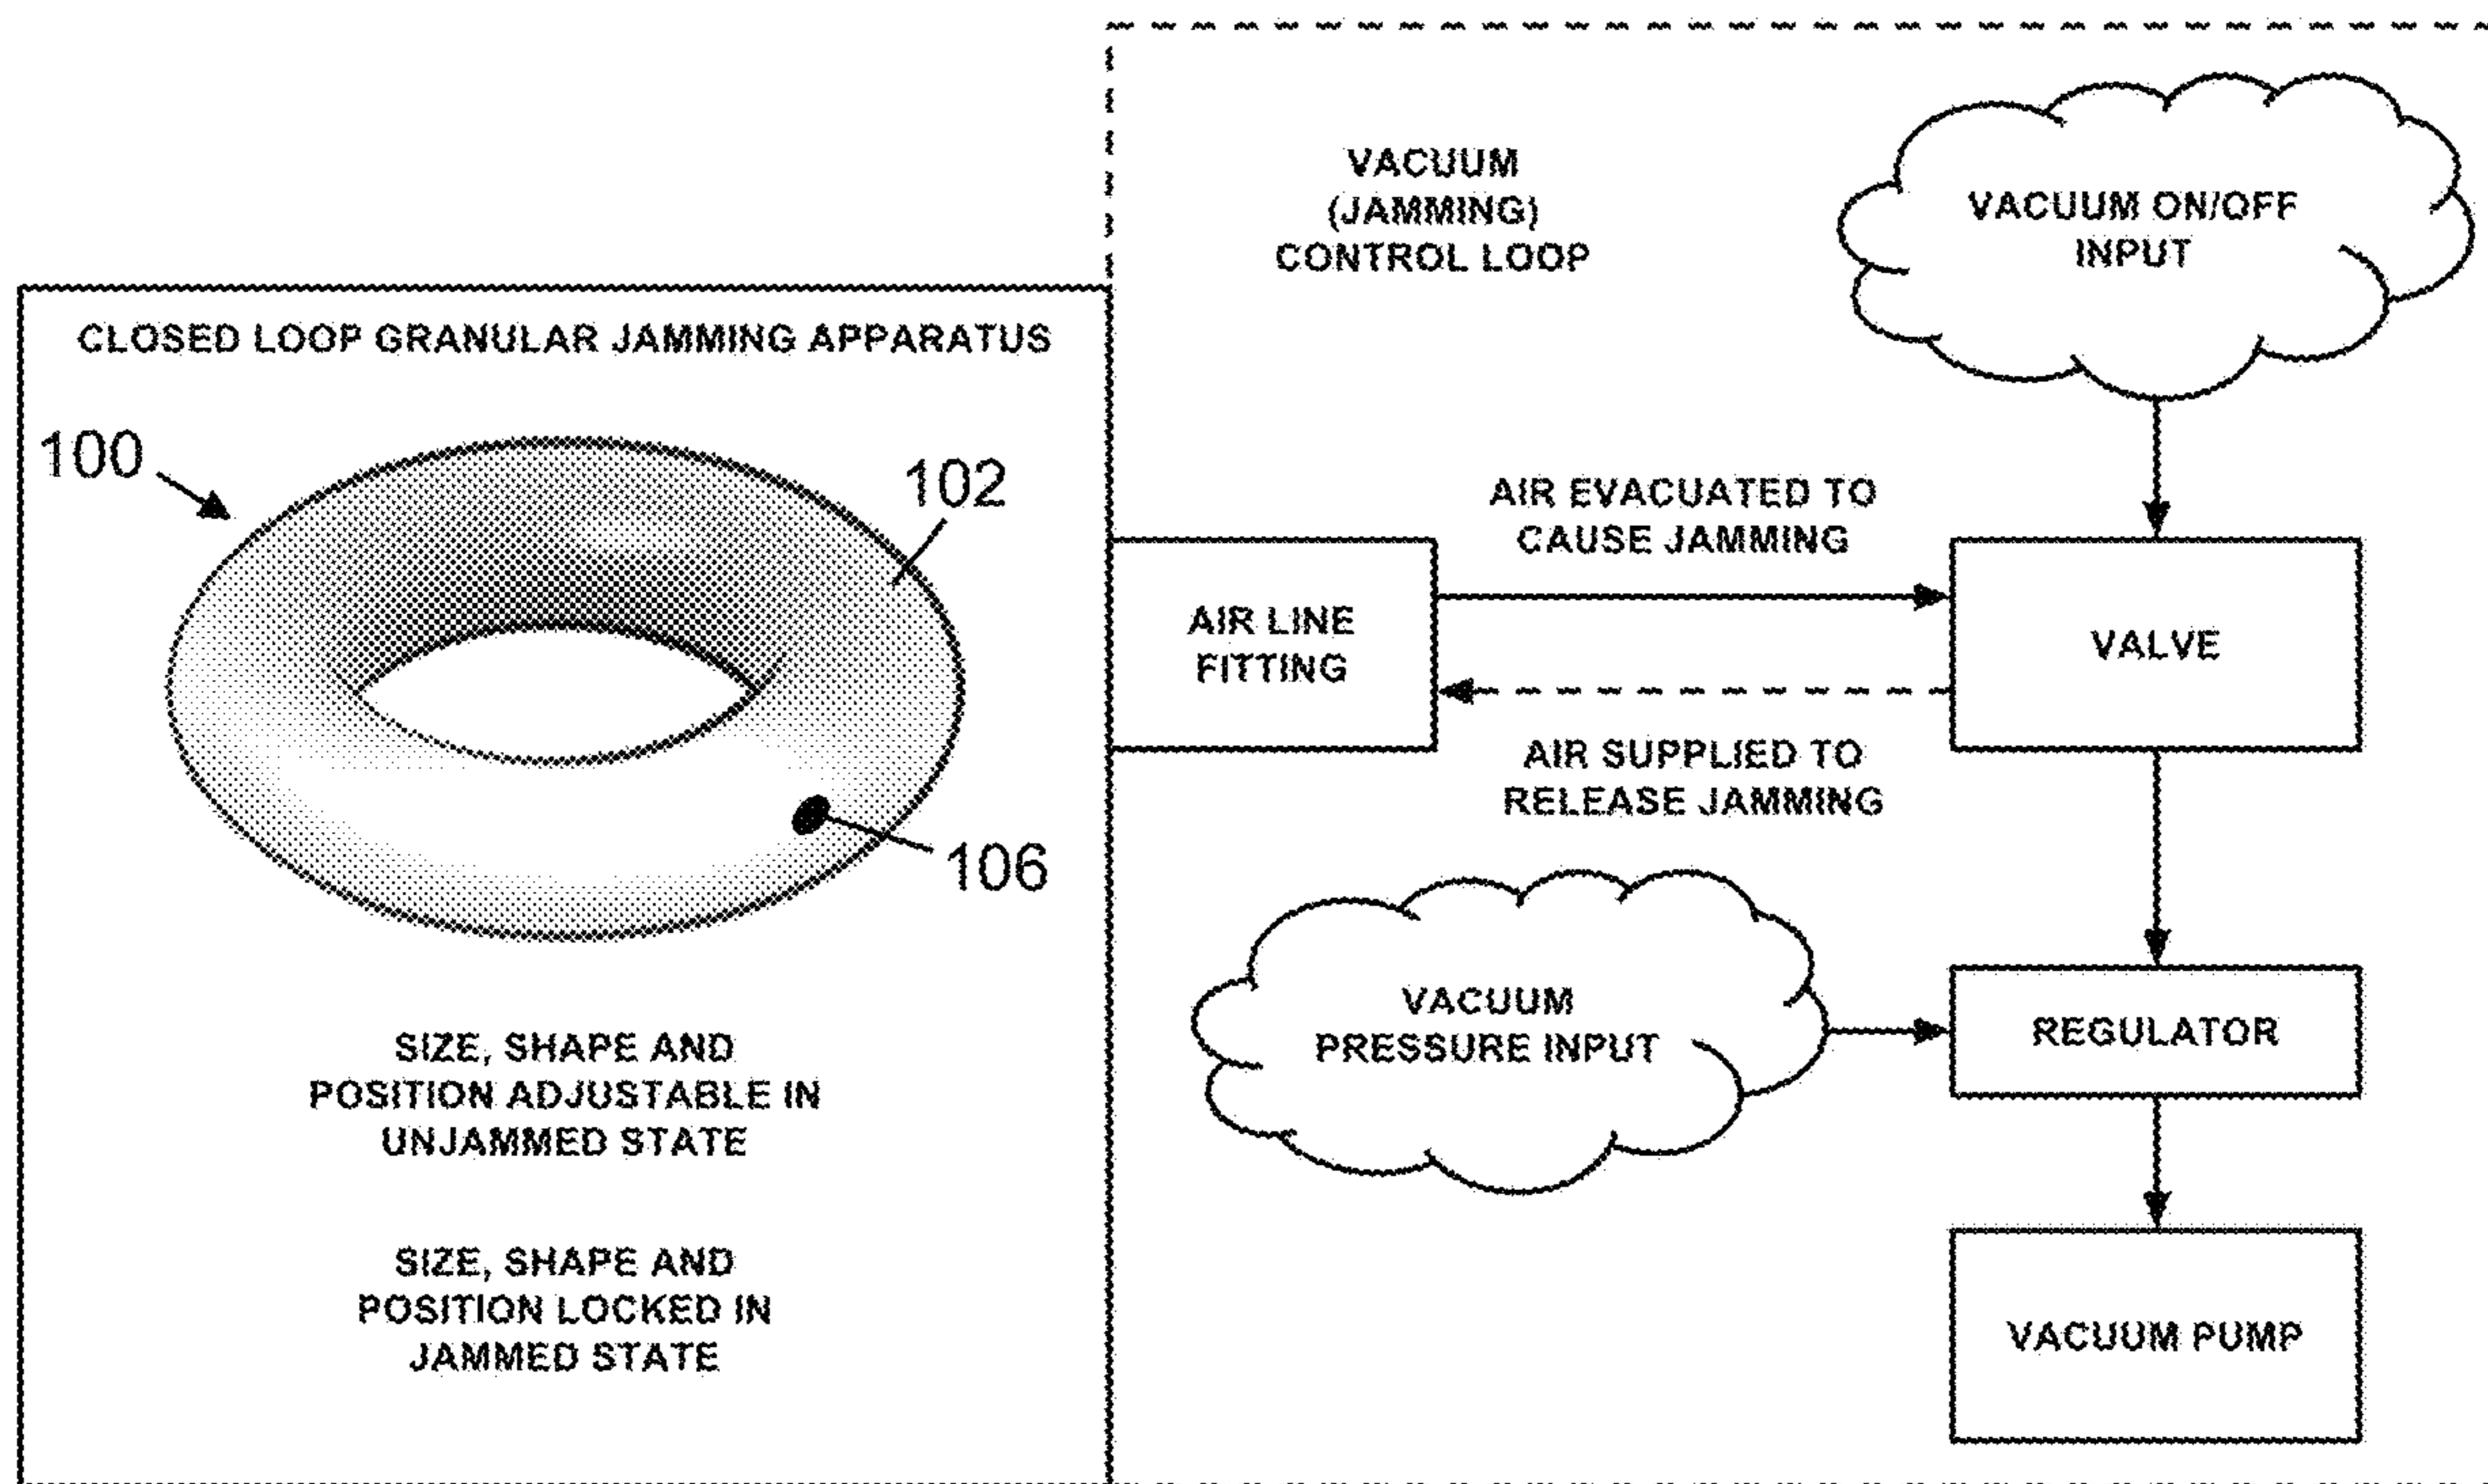 VACUUM
(JAMMING)
CONTROL LOOP
VACUUM ON/OFF
INPUT
CLOSED LOOP GRANULAR JAMMING APPARATUS
100
102
106
SIZE, SHAPE AND
POSITION ADJUSTABLE IN
UNJAMMED STATE
SIZE, SHAPE AND
POSITION LOCKED IN
JAMMED STATE
AIR LINE
FITTING
AIR EVACUATED TO
CAUSE JAMMING
AIR SUPPLIED TO
RELEASE JAMMING
VALVE
VACUUM
PRESSURE INPUT
REGULATOR
VACUUM PUMP